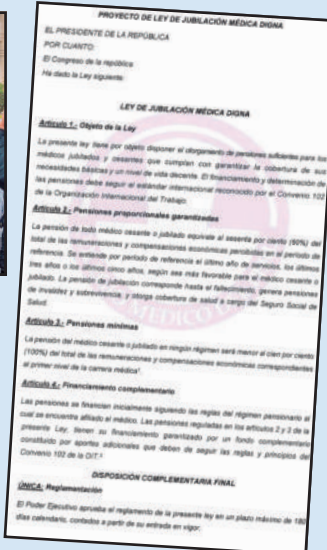 PROYECTO DE LEY DE JUBILACIÓN MÉDICA DIGNA
EL PRESIDENTE DE LA REPÚBLICA
POR CUANTO:
El Congreso de la república
Ha dado la Ley siguiente:
LEY DE JUBILACIÓN MÉDICA DIGNA
Artículo 1.- Objeto de la Ley
La presente ley tiene por objeto disponer el otorgamiento de pensiones suficientes para los
médicos jubilados y cesantes que cumplan con garantizar la cobertura de sus
necesidades básicas y un nivel de vida decente. El financiamiento y determinación de
las pensiones debe seguir el estándar internacional reconocido por el Convenio 102
de la Organización Internacional del Trabajo.
Artículo 2.- Pensiones proporcionales garantizadas
La pensión de todo médico cesante o jubilado equivale al sesenta por ciento (60%) del
total de las remuneraciones y compensaciones económicas percibidas en el período de
referencia. Se entiende por período de referencia el último año de servicios, los últimos
tres años o los últimos cinco años, según sea más favorable para el médico cesante o
jubilado. La pensión de jubilación corresponde hasta el fallecimiento, genera pensiones
de invalidez y sobrevivencia, y otorga cobertura de salud a cargo del Seguro Social de
Salud.
Artículo 3.- Pensiones mínimas
La pensión del médico cesante o jubilado en ningún régimen será menor al cien por ciento
(100%) del total de las remuneraciones y compensaciones económicas correspondientes
al primer nivel de la carrera médica¹.
Artículo 4.- Financiamiento complementario
Las pensiones se financian inicialmente siguiendo las reglas del régimen pensionario al
cual se encuentra afiliado el médico. Las pensiones reguladas en los artículos 2 y 3 de la
presente Ley, tienen su financiamiento garantizado por un fondo complementario
constituido por aportes adicionales que deben de seguir las reglas y principios del
Convenio 102 de la OIT.²
DISPOSICIÓN COMPLEMENTARIA FINAL
ÚNICA: Reglamentación
El Poder Ejecutivo aprueba el reglamento de la presente ley en un plazo máximo de 180
días calendario, contados a partir de su entrada en vigor.
MEDICO D